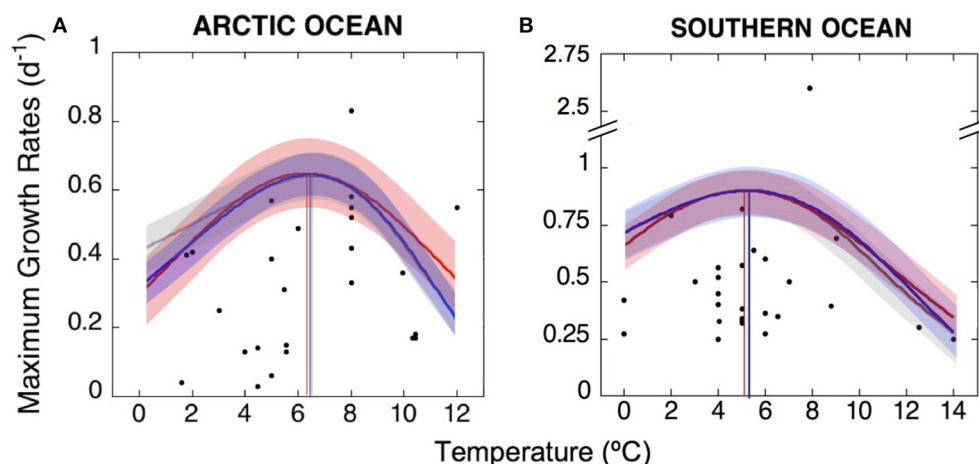 A
ARCTIC OCEAN
B
SOUTHERN OCEAN
Maximum Growth Rates (d⁻¹)
1
0.8
0.6
0.4
0.2
0
0 2 4 6 8 10 12
2.75
2.5
1
0.75
0.5
0.25
0
0 2 4 6 8 10 12 14
Temperature (ºC)